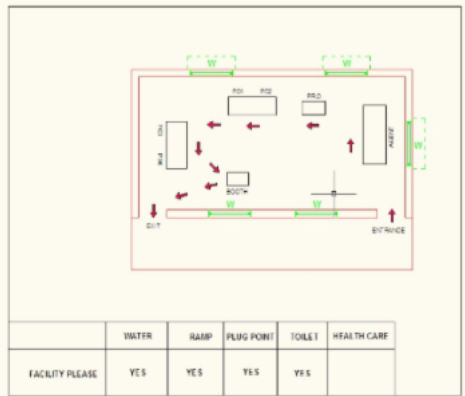 W
W
PO1 PO2
PRO
W
BOOTH
W
W
EXIT
ENTRANCE
WATER RAMP PLUG POINT TOILET HEALTH CARE
FACILITY PLEASE YES YES YES YES